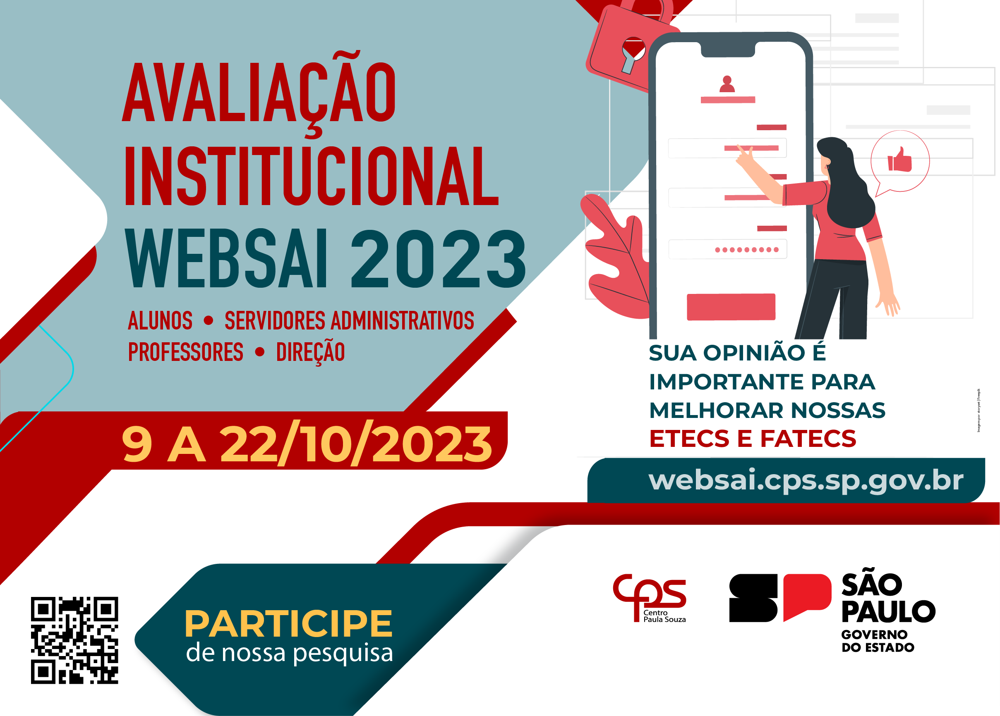 AVALIAÇÃO
INSTITUCIONAL
WEBSAI 2023
ALUNOS • SERVIDORES ADMINISTRATIVOS
PROFESSORES • DIREÇÃO
9 A 22/10/2023
SUA OPINIÃO É
IMPORTANTE PARA
MELHORAR NOSSAS
ETECS E FATECS
Imagem por storyset | Freepik
websai.cps.sp.gov.br
PARTICIPE
de nossa pesquisa
cps
Centro
Paula Souza
SP
SÃO
PAULO
GOVERNO
DO ESTADO